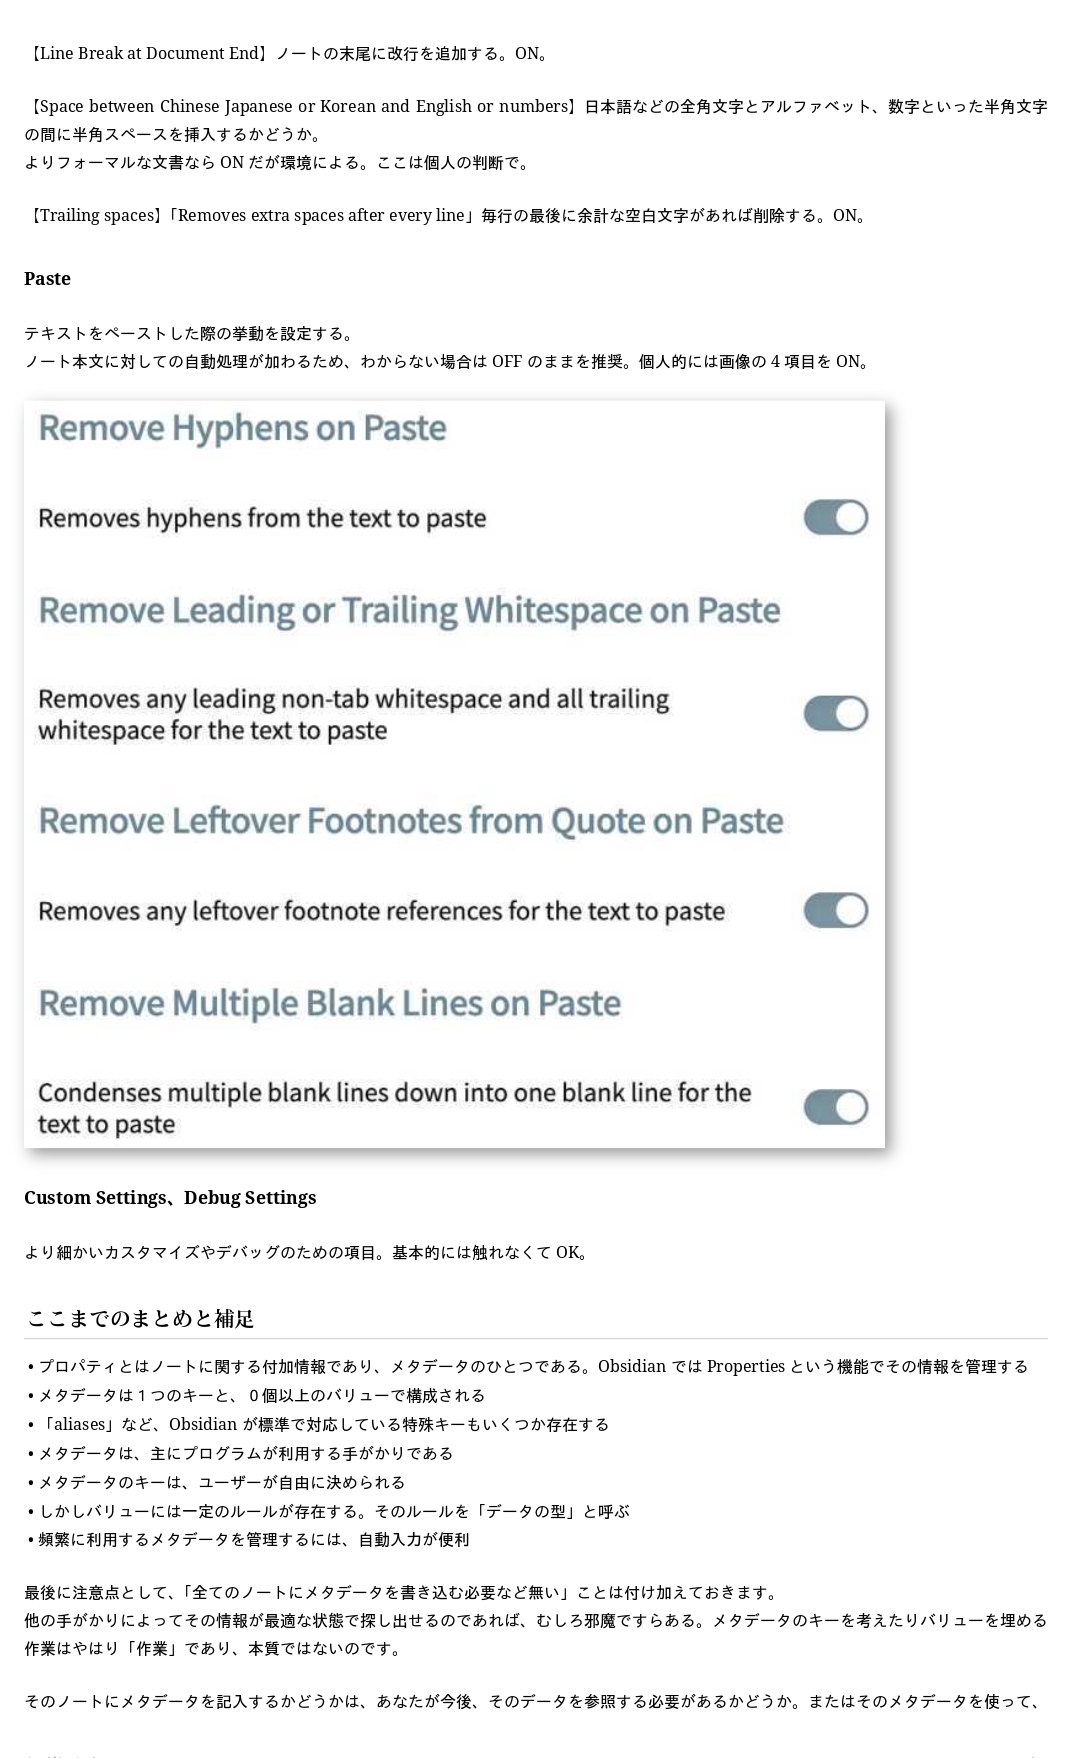 【Line Break at Document End】ノートの末尾に改行を追加する。ON。
【Space between Chinese Japanese or Korean and English or numbers】日本語などの全角文字とアルファベット、数字といった半角文字
の間に半角スペースを挿入するかどうか。
よりフォーマルな文書なら ON だが環境による。ここは個人の判断で。
【Trailing spaces】「Removes extra spaces after every line」毎行の最後に余計な空白文字があれば削除する。ON。
Paste
テキストをペーストした際の挙動を設定する。
ノート本文に対しての自動処理が加わるため、わからない場合は OFF のままを推奨。個人的には画像の 4 項目を ON。
Remove Hyphens on Paste
Removes hyphens from the text to paste
Remove Leading or Trailing Whitespace on Paste
Removes any leading non-tab whitespace and all trailing
whitespace for the text to paste
Remove Leftover Footnotes from Quote on Paste
Removes any leftover footnote references for the text to paste
Remove Multiple Blank Lines on Paste
Condenses multiple blank lines down into one blank line for the
text to paste
Custom Settings、Debug Settings
より細かいカスタマイズやデバッグのための項目。基本的には触れなくて OK。
ここまでのまとめと補足
• プロパティとはノートに関する付加情報であり、メタデータのひとつである。Obsidian では Properties という機能でその情報を管理する
• メタデータは１つのキーと、０個以上のバリューで構成される
• 「aliases」など、Obsidian が標準で対応している特殊キーもいくつか存在する
• メタデータは、主にプログラムが利用する手がかりである
• メタデータのキーは、ユーザーが自由に決められる
• しかしバリューには一定のルールが存在する。そのルールを「データの型」と呼ぶ
• 頻繁に利用するメタデータを管理するには、自動入力が便利
最後に注意点として、「全てのノートにメタデータを書き込む必要など無い」ことは付け加えておきます。
他の手がかりによってその情報が最適な状態で探し出せるのであれば、むしろ邪魔ですらある。メタデータのキーを考えたりバリューを埋める
作業はやはり「作業」であり、本質ではないのです。
そのノートにメタデータを記入するかどうかは、あなたが今後、そのデータを参照する必要があるかどうか。またはそのメタデータを使って、